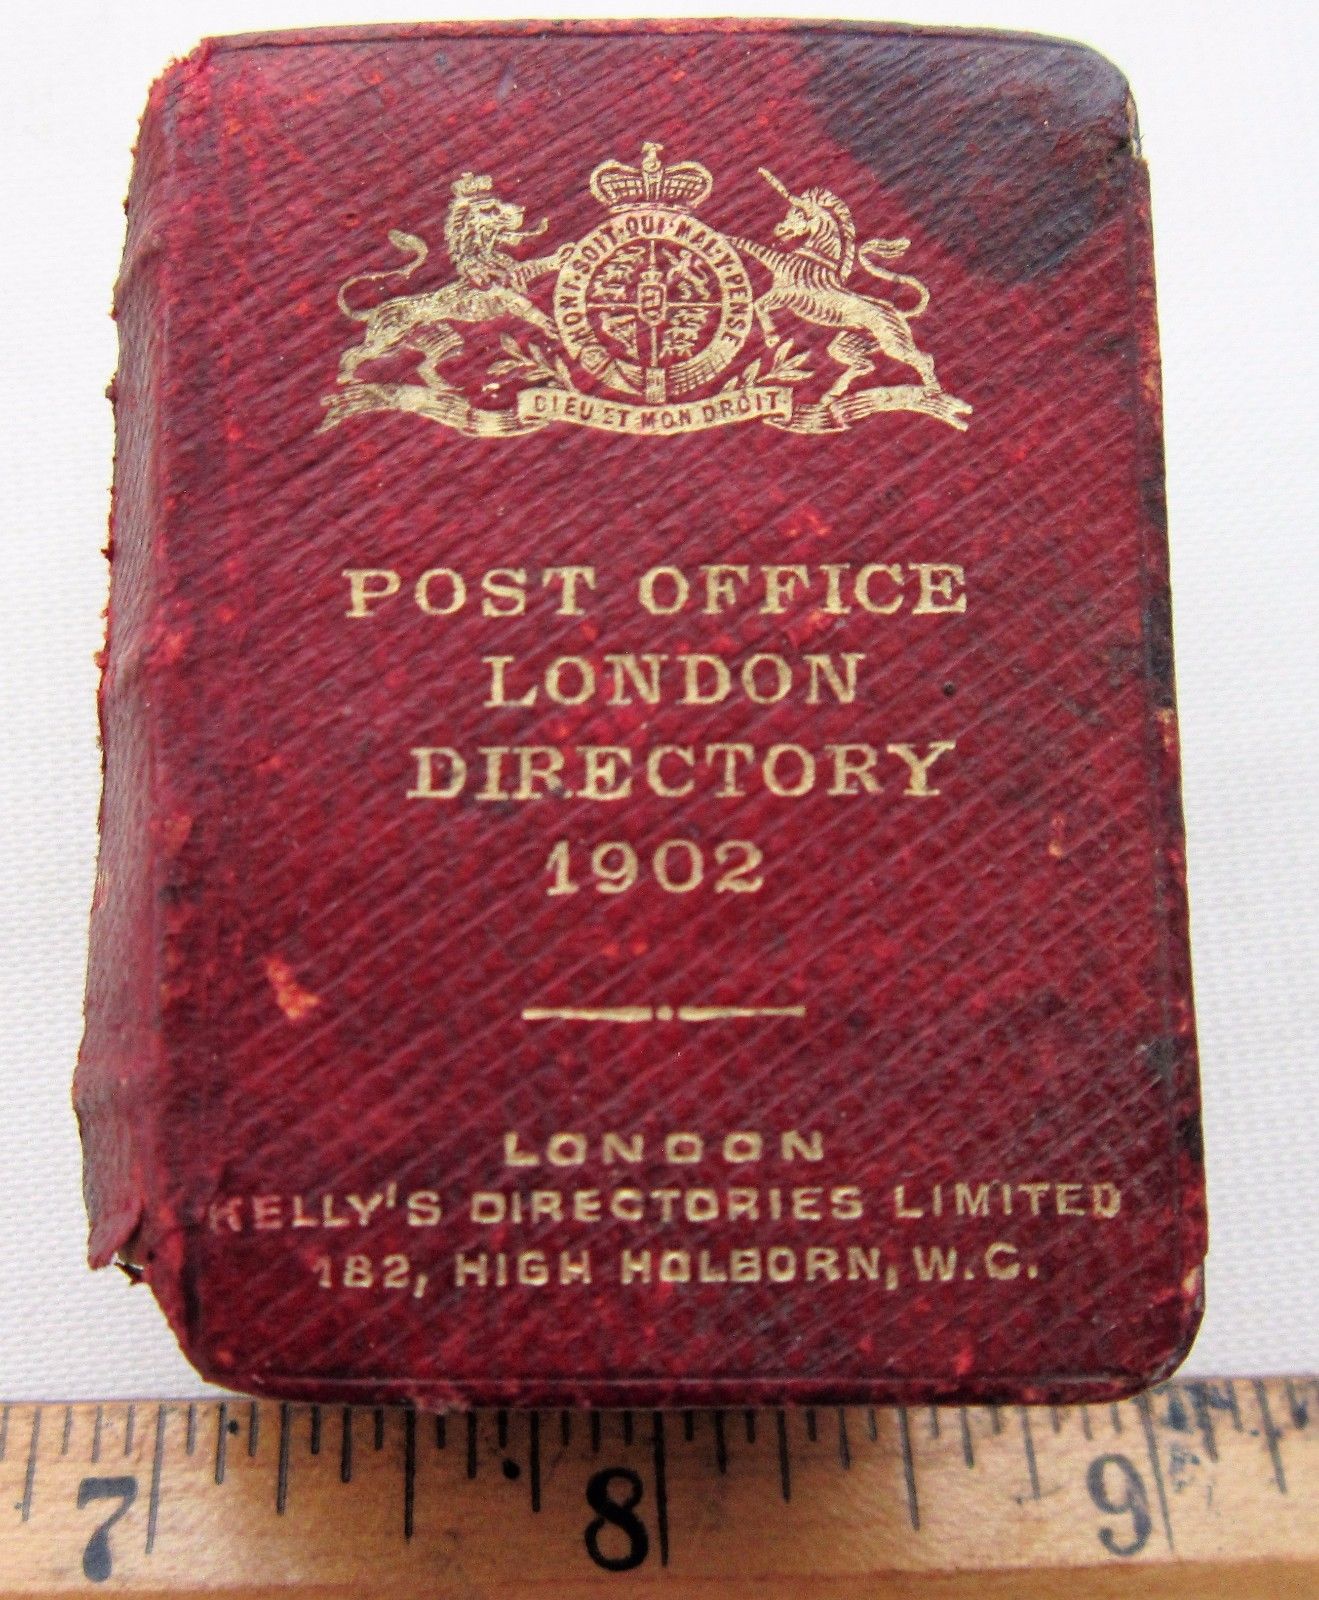 HONI·SOIT·QUI·MAL·Y·PENSE
DIEU ET MON DROIT
POST OFFICE
LONDON
DIRECTORY
1902
LONDON
KELLY'S DIRECTORIES LIMITED
182, HIGH HOLBORN, W.C.
7 8 9